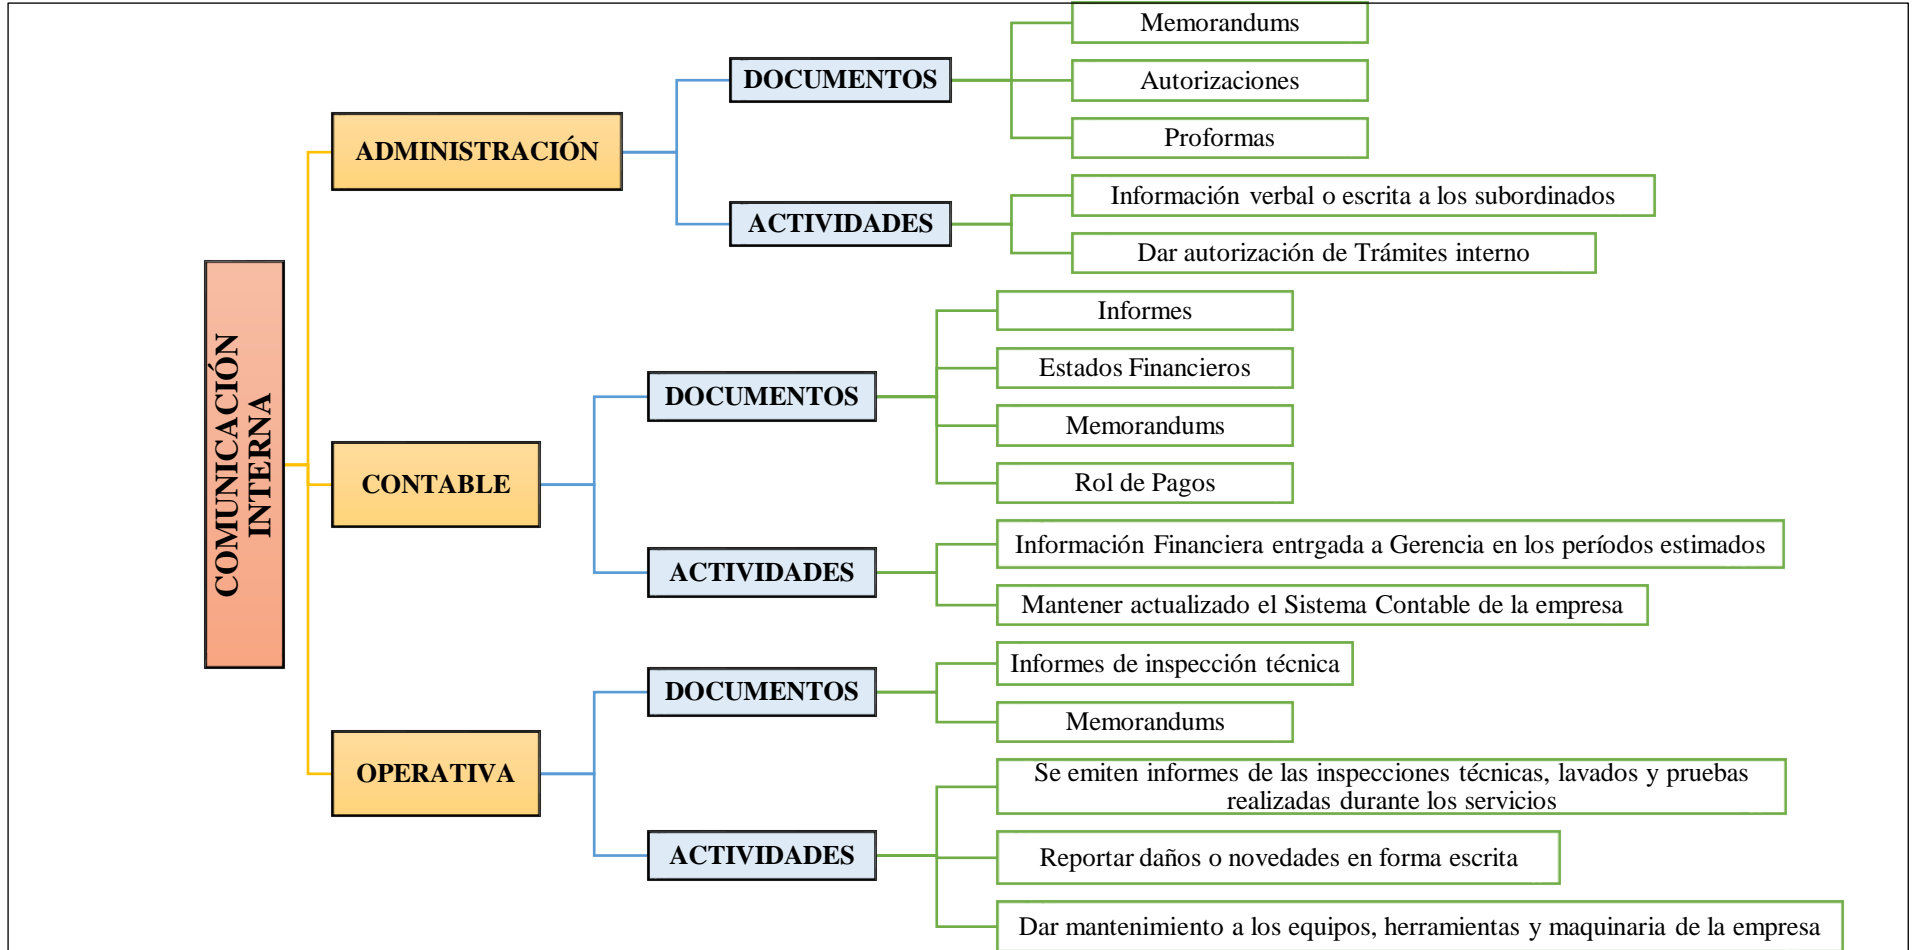 COMUNICACIÓN
INTERNA
ADMINISTRACIÓN
DOCUMENTOS
Memorandums
Autorizaciones
Proformas
ACTIVIDADES
Información verbal o escrita a los subordinados
Dar autorización de Trámites interno
CONTABLE
DOCUMENTOS
Informes
Estados Financieros
Memorandums
Rol de Pagos
ACTIVIDADES
Información Financiera entrgada a Gerencia en los períodos estimados
Mantener actualizado el Sistema Contable de la empresa
OPERATIVA
DOCUMENTOS
Informes de inspección técnica
Memorandums
ACTIVIDADES
Se emiten informes de las inspecciones técnicas, lavados y pruebas
realizadas durante los servicios
Reportar daños o novedades en forma escrita
Dar mantenimiento a los equipos, herramientas y maquinaria de la empresa